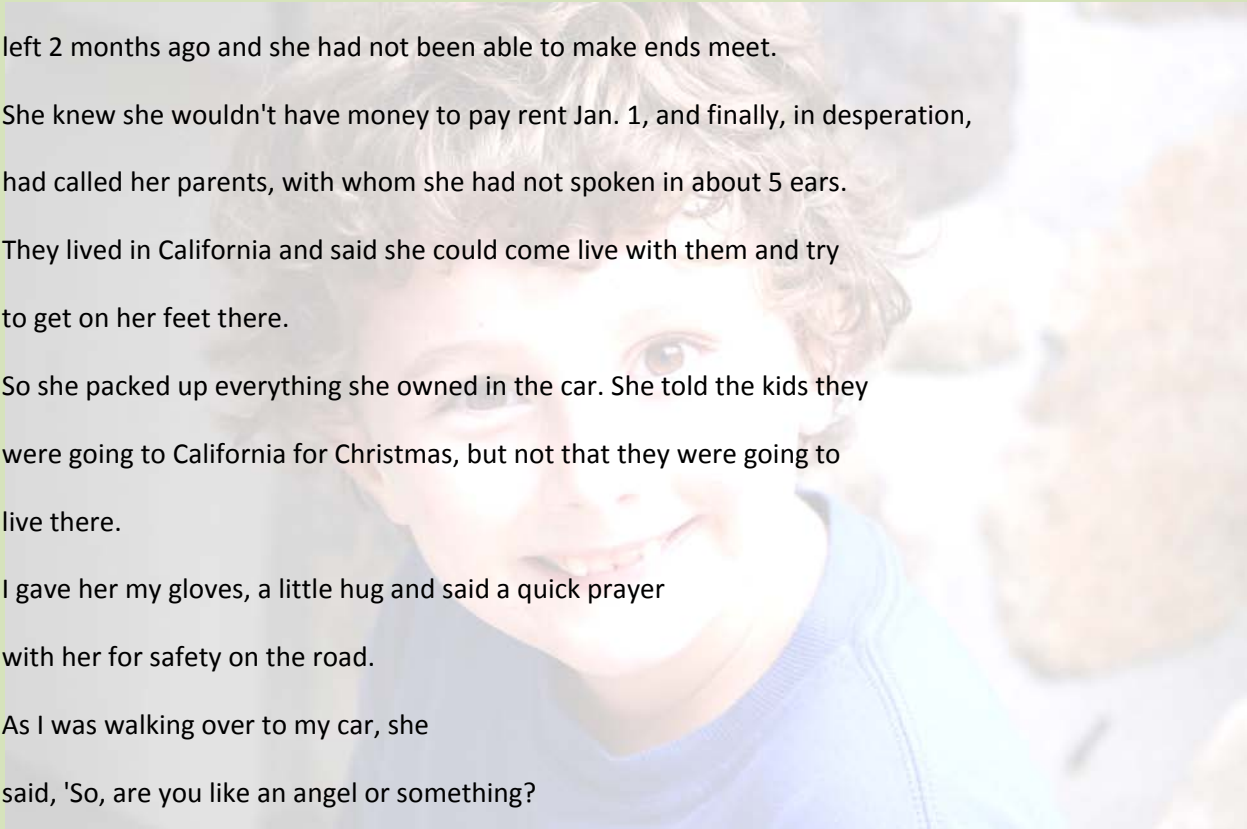 left 2 months ago and she had not been able to make ends meet.
She knew she wouldn't have money to pay rent Jan. 1, and finally, in desperation,
had called her parents, with whom she had not spoken in about 5 ears.
They lived in California and said she could come live with them and try
to get on her feet there.
So she packed up everything she owned in the car. She told the kids they
were going to California for Christmas, but not that they were going to
live there.
I gave her my gloves, a little hug and said a quick prayer
with her for safety on the road.
As I was walking over to my car, she
said, 'So, are you like an angel or something?